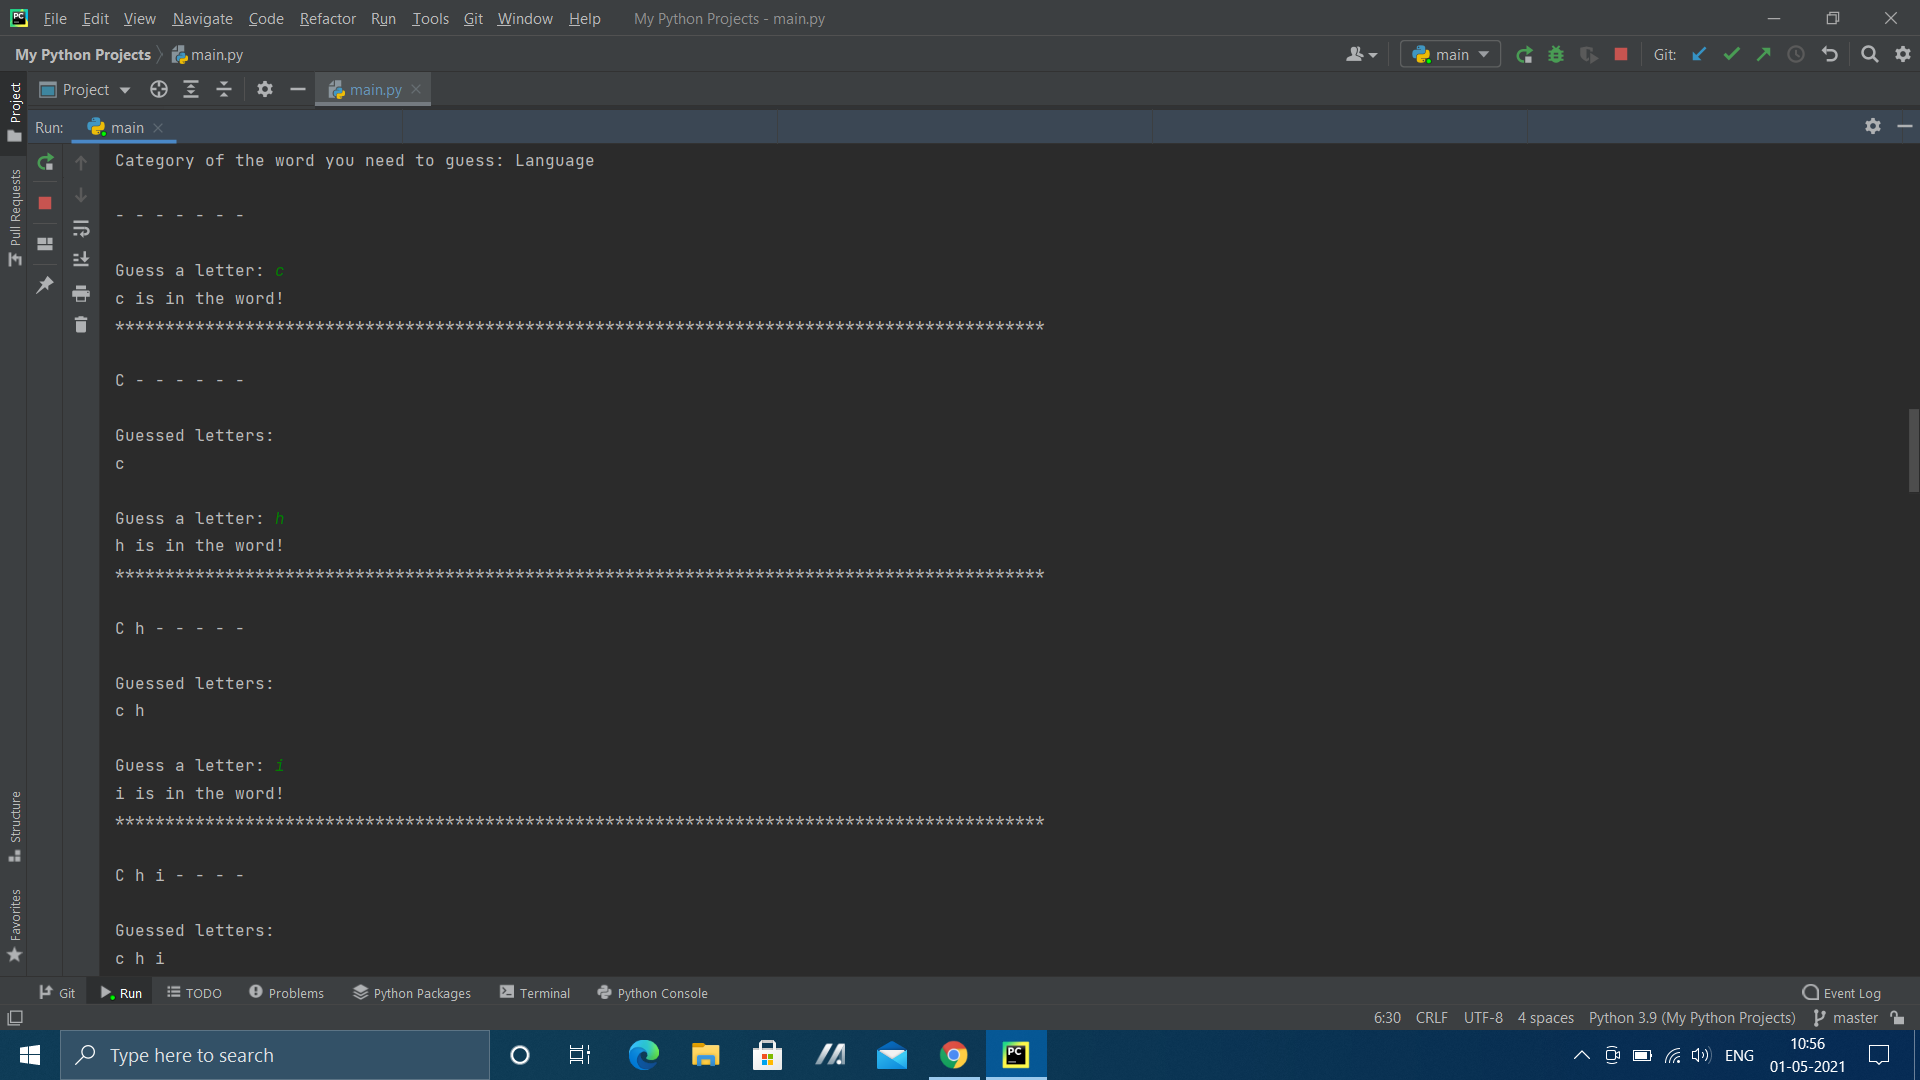 PC File Edit View Navigate Code Refactor Run Tools Git Window Help My Python Projects - main.py
My Python Projects main.py main Git:
Project main.py
Run: main
Project
Pull Requests
Structure
Favorites
Category of the word you need to guess: Language
- - - - - - -
Guess a letter: c
c is in the word!
*********************************************************************************************
C - - - - - -
Guessed letters:
c
Guess a letter: h
h is in the word!
*********************************************************************************************
C h - - - - -
Guessed letters:
c h
Guess a letter: i
i is in the word!
*********************************************************************************************
C h i - - - -
Guessed letters:
c h i
Git Run TODO Problems Python Packages Terminal Python Console Event Log
6:30 CRLF UTF-8 4 spaces Python 3.9 (My Python Projects) master
Type here to search PC ENG 10:56
01-05-2021